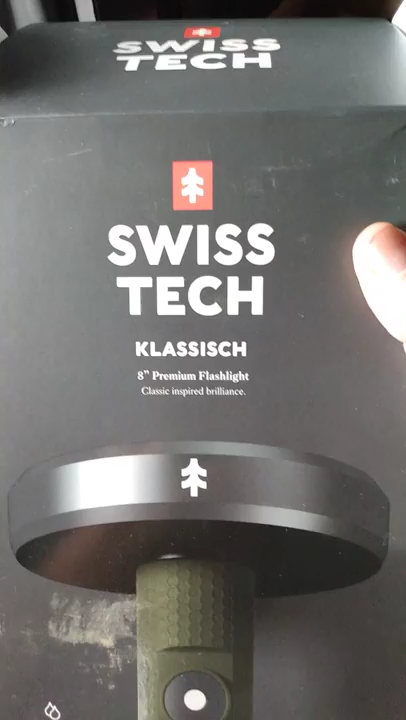 SWISS
TECH
SWISS
TECH
KLASSISCH
8” Premium Flashlight
Classic inspired brilliance.